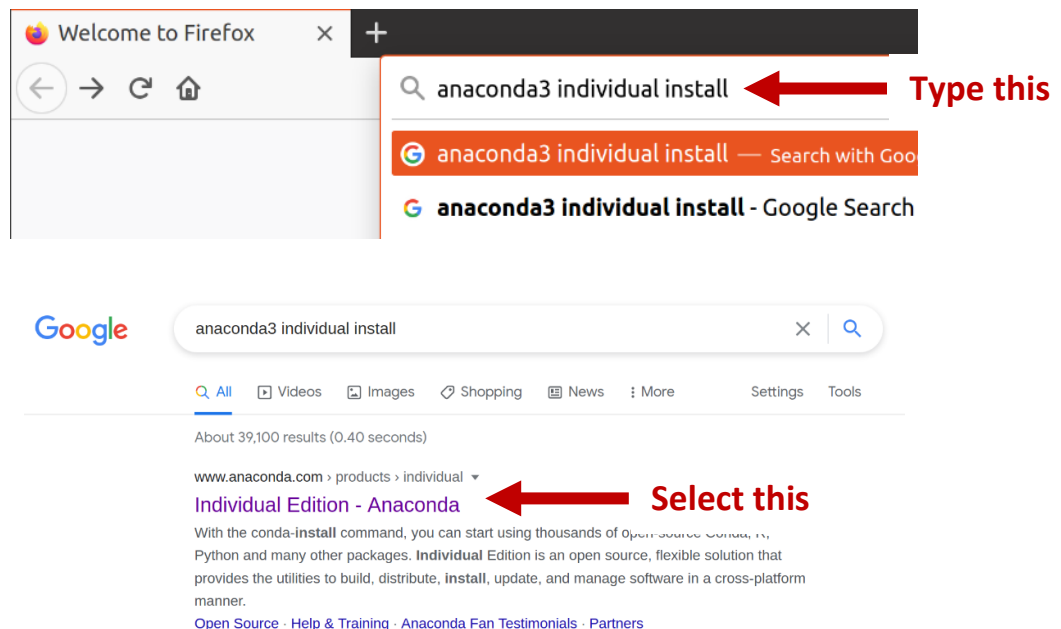 Welcome to Firefox
anaconda3 individual install
Type this
anaconda3 individual install — Search with Goo
anaconda3 individual install - Google Search
Google
anaconda3 individual install
All Videos Images Shopping News More Settings Tools
About 39,100 results (0.40 seconds)
www.anaconda.com › products › individual
Individual Edition - Anaconda
Select this
With the conda-install command, you can start using thousands of open-source Conda, R,
Python and many other packages. Individual Edition is an open source, flexible solution that
provides the utilities to build, distribute, install, update, and manage software in a cross-platform
manner.
Open Source · Help & Training · Anaconda Fan Testimonials · Partners